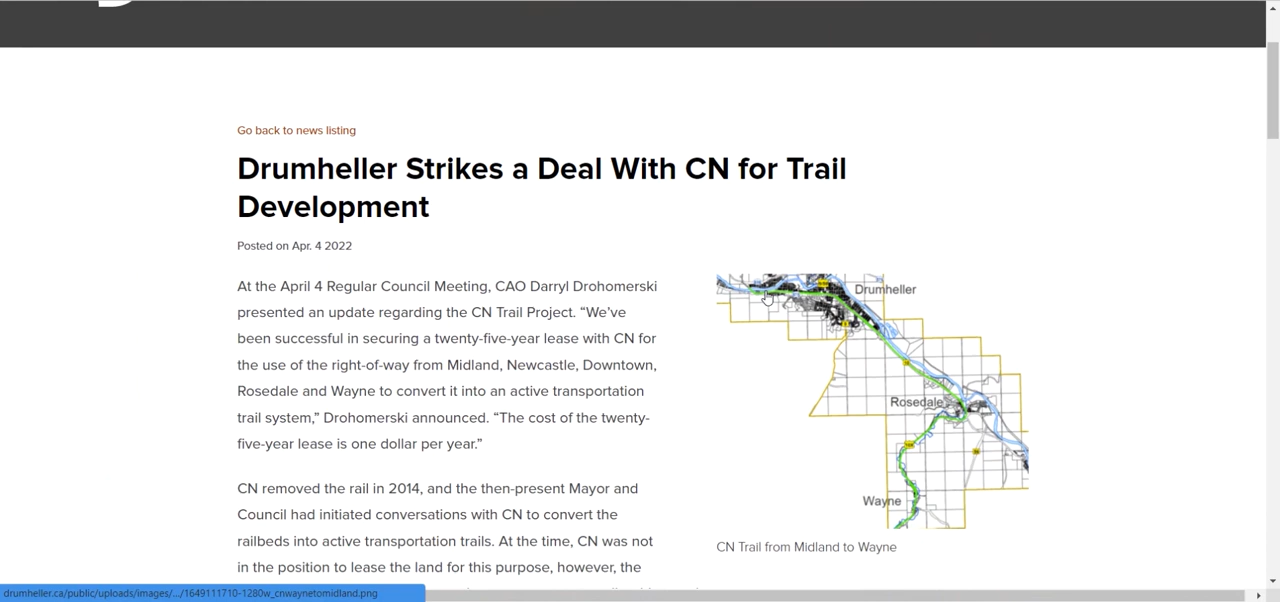 Go back to news listing
Drumheller Strikes a Deal With CN for Trail
Development
Posted on Apr. 4 2022
At the April 4 Regular Council Meeting, CAO Darryl Drohomerski
presented an update regarding the CN Trail Project. “We’ve
been successful in securing a twenty-five-year lease with CN for
the use of the right-of-way from Midland, Newcastle, Downtown,
Rosedale and Wayne to convert it into an active transportation
trail system,” Drohomerski announced. “The cost of the twenty-
five-year lease is one dollar per year.”
CN removed the rail in 2014, and the then-present Mayor and
Council had initiated conversations with CN to convert the
railbeds into active transportation trails. At the time, CN was not
in the position to lease the land for this purpose, however, the
Drumheller
Rosedale
Wayne
CN Trail from Midland to Wayne
drumheller.ca/public/uploads/images/.../1649111710-1280w_cnwaynetomidland.png